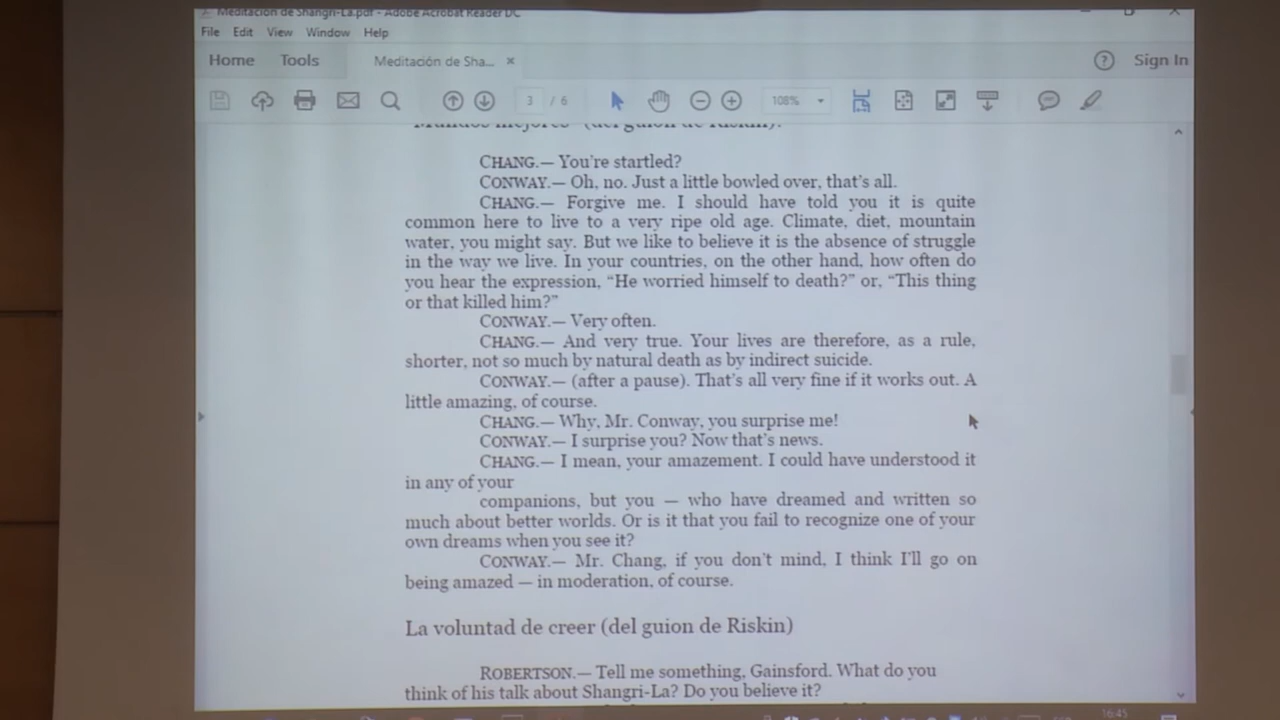 Meditación de Shangri-La.pdf - Adobe Acrobat Reader DC
File Edit View Window Help
Home Tools Meditación de Sha... × ? Sign In
3 / 6 108%
"Mundos mejores" (del guion de Riskin).
CHANG.— You're startled?
CONWAY.— Oh, no. Just a little bowled over, that's all.
CHANG.— Forgive me. I should have told you it is quite
common here to live to a very ripe old age. Climate, diet, mountain
water, you might say. But we like to believe it is the absence of struggle
in the way we live. In your countries, on the other hand, how often do
you hear the expression, “He worried himself to death?” or, “This thing
or that killed him?”
CONWAY.— Very often.
CHANG.— And very true. Your lives are therefore, as a rule,
shorter, not so much by natural death as by indirect suicide.
CONWAY.— (after a pause). That's all very fine if it works out. A
little amazing, of course.
CHANG.— Why, Mr. Conway, you surprise me!
CONWAY.— I surprise you? Now that's news.
CHANG.— I mean, your amazement. I could have understood it
in any of your
companions, but you — who have dreamed and written so
much about better worlds. Or is it that you fail to recognize one of your
own dreams when you see it?
CONWAY.— Mr. Chang, if you don't mind, I think I'll go on
being amazed — in moderation, of course.
La voluntad de creer (del guion de Riskin)
ROBERTSON.— Tell me something, Gainsford. What do you
think of his talk about Shangri-La? Do you believe it?
16:45